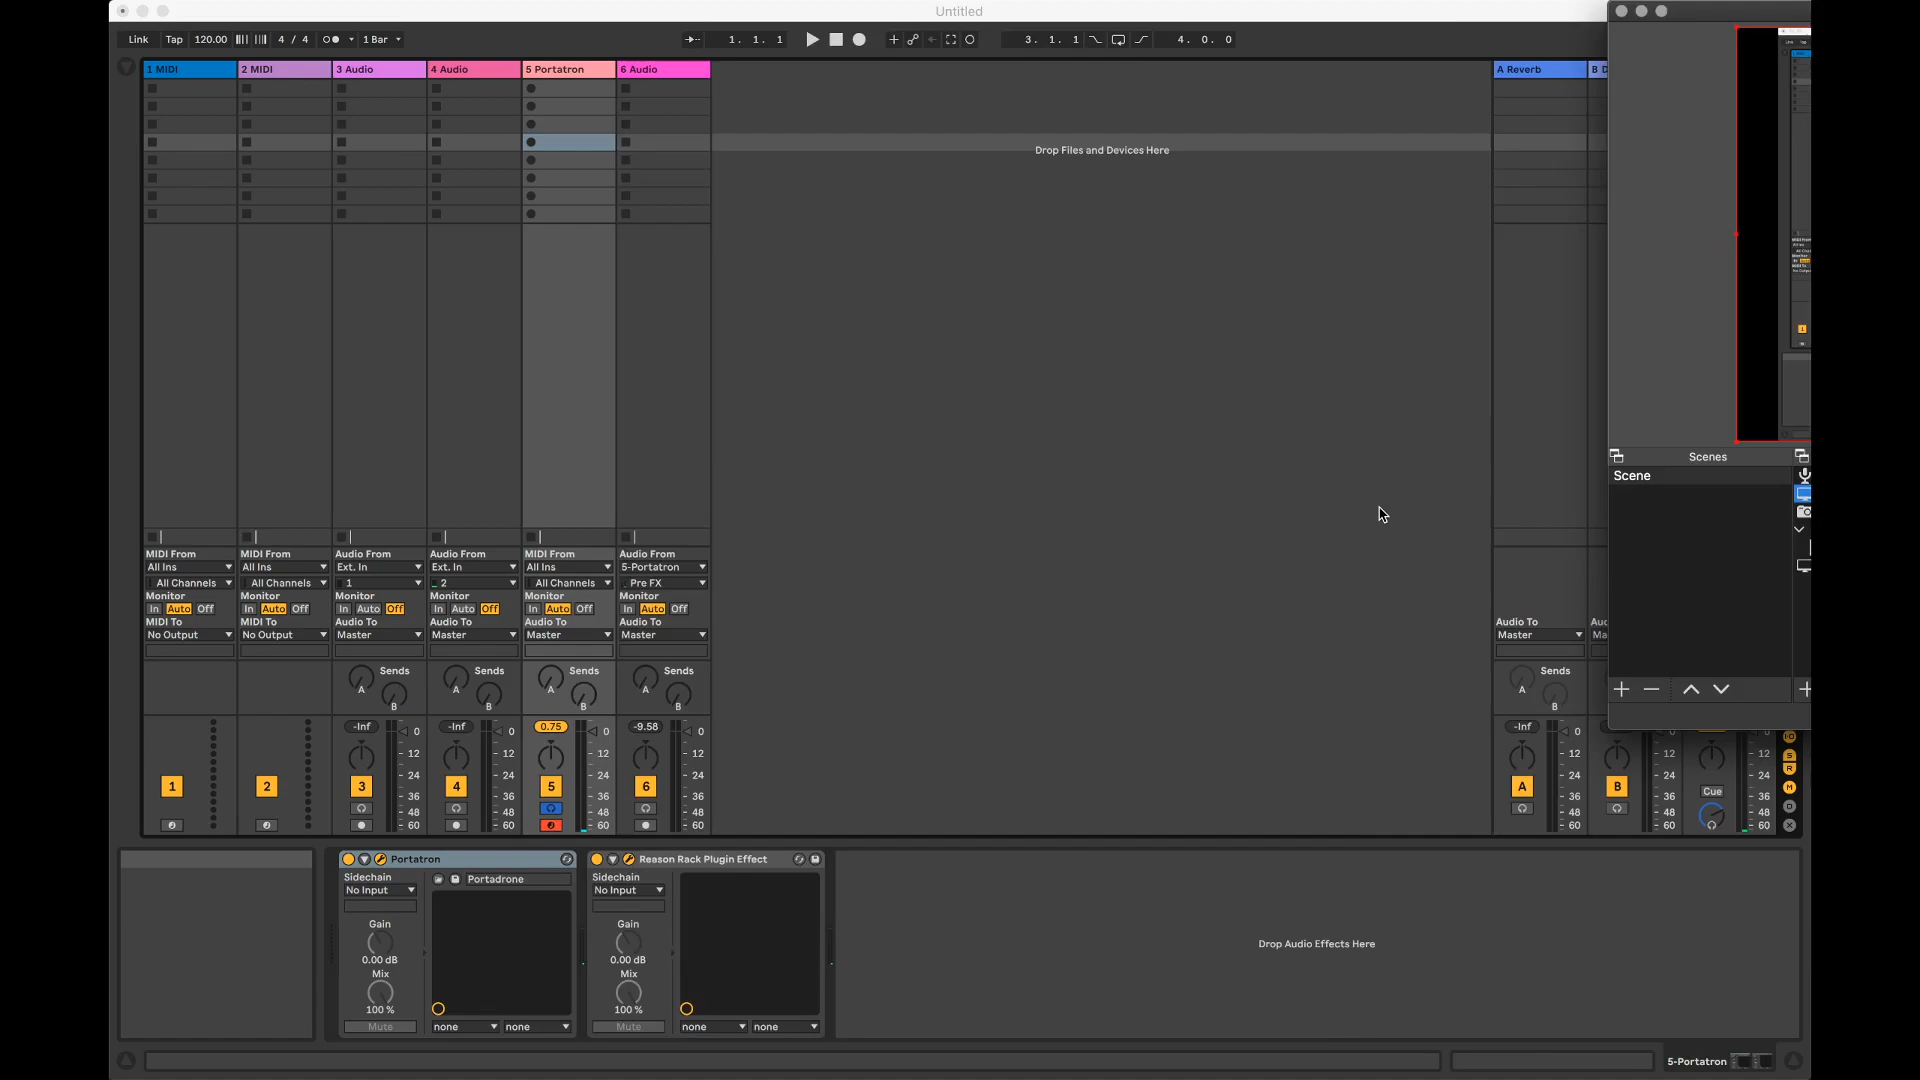 Untitled
Link Tap 120.00 4 / 4 1 Bar 1. 1. 1 3. 1. 1 4. 0. 0
1 MIDI 2 MIDI 3 Audio 4 Audio 5 Portatron 6 Audio A Reverb B D
Drop Files and Devices Here
Scenes
Scene
MIDI From MIDI From Audio From Audio From MIDI From Audio From
All Ins All Ins Ext. In Ext. In All Ins 5-Portatron
All Channels All Channels 1 2 All Channels Pre FX
Monitor Monitor Monitor Monitor Monitor Monitor
In Auto Off In Auto Off In Auto Off In Auto Off In Auto Off In Auto Off
MIDI To MIDI To Audio To Audio To Audio To Audio To Audio To Au
No Output No Output Master Master Master Master Master Ma
Sends Sends Sends Sends Sends
A A A A A
B B B B B
-Inf -Inf 0.75 -9.58 -Inf
0 0 0 0 0 0 0
12 12 12 12 12 12 12
24 24 24 24 24 24 24
1 2 3 4 5 6 A B
36 36 36 36 36 36 Cue 36
48 48 48 48 48 48 48
60 60 60 60 60 60 60
S
R
M
D
X
Portatron Reason Rack Plugin Effect
Sidechain Portadrone Sidechain
No Input No Input
Gain Gain
0.00 dB 0.00 dB
Drop Audio Effects Here
Mix Mix
100 % 100 %
Mute none none Mute none none
5-Portatron